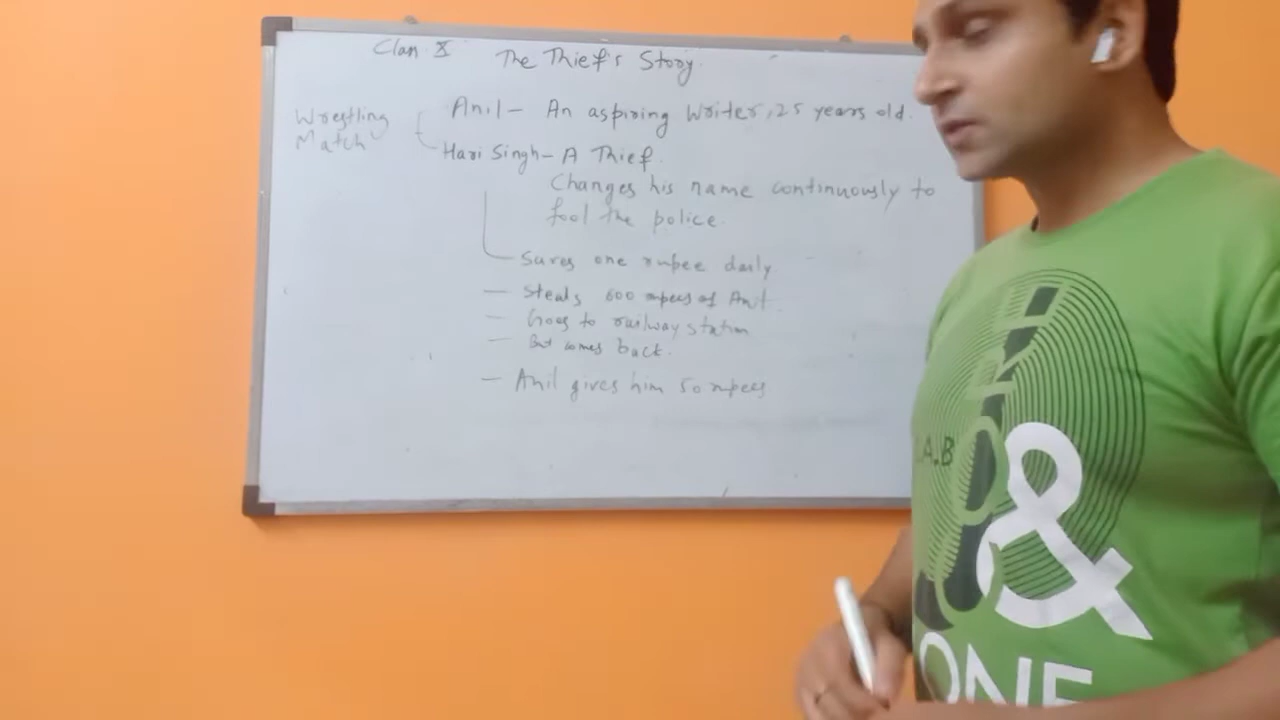 Class X The Thief's Story
Wrestling
Match
Anil - An aspiring Writer, 25 years old.
Hari Singh - A Thief.
Changes his name continuously to
fool the police.
Saves one rupee daily
- Steals 600 rupees of Anil
- Goes to railway station
- But comes back.
- Anil gives him 50 rupees
A.B
&
ONE